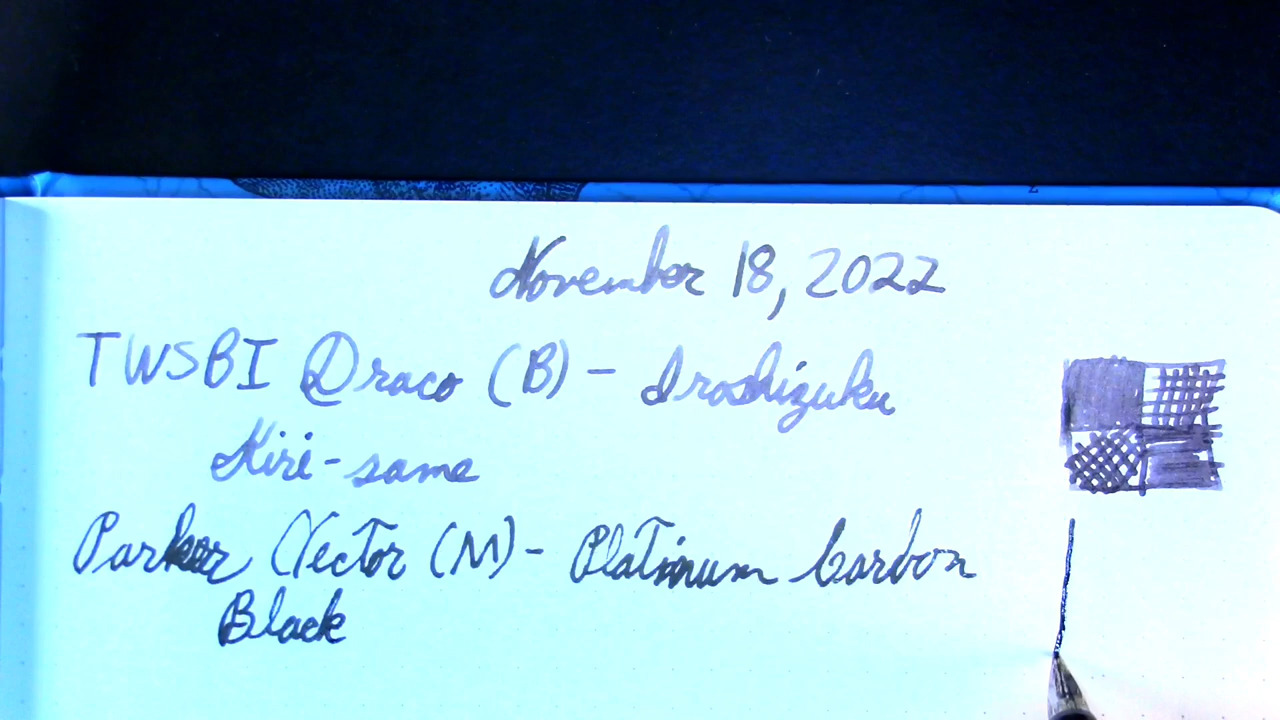 November 18, 2022
TWSBI Draco (B) - Iroshizuku
Kiri-same
Parker Vector (M) - Platinum Carbon
Black